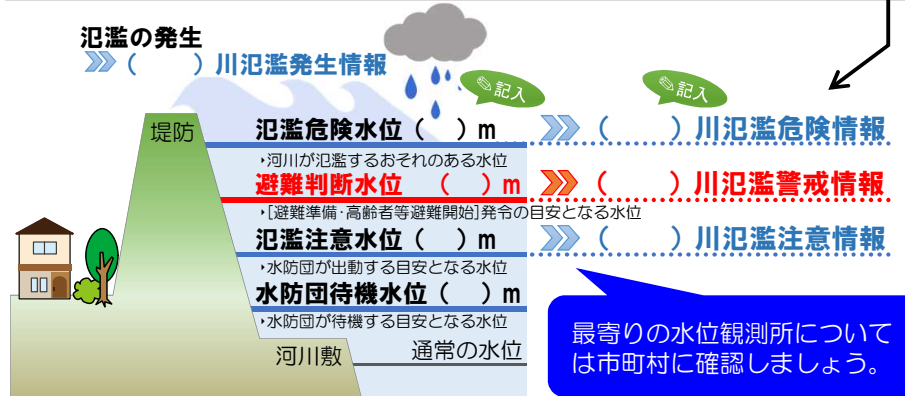 氾濫の発生
（　　）川氾濫発生情報
記入
記入
堤防
氾濫危険水位（　）m
（　　）川氾濫危険情報
・河川が氾濫するおそれのある水位
避難判断水位　（　）m
（　　）川氾濫警戒情報
・[避難準備・高齢者等避難開始]発令の目安となる水位
氾濫注意水位（　）m
（　　）川氾濫注意情報
・水防団が出動する目安となる水位
水防団待機水位（　）m
・水防団が待機する目安となる水位
河川敷
通常の水位
最寄りの水位観測所について
は市町村に確認しましょう。